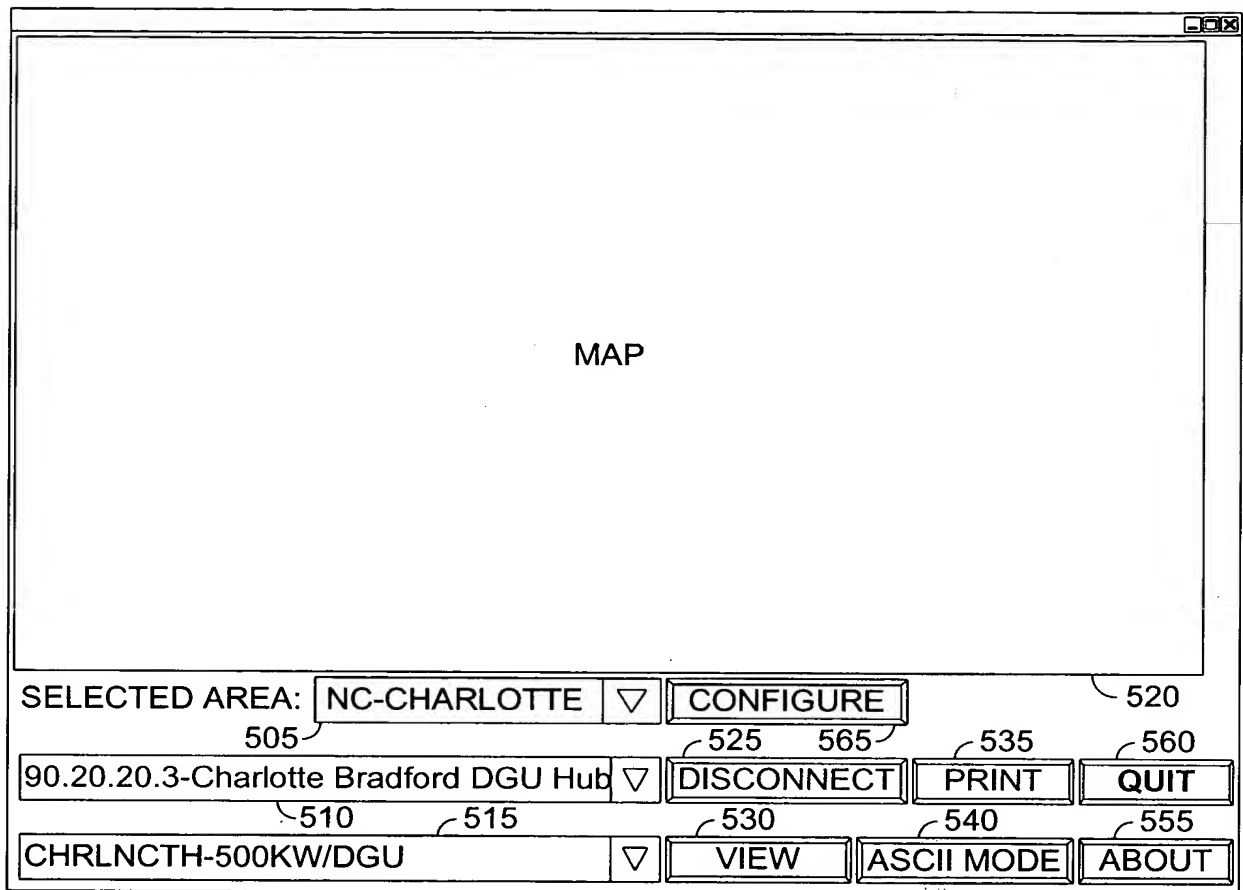 MAP
SELECTED AREA: NC-CHARLOTTE CONFIGURE 520
505 525 565 535 560
90.20.20.3-Charlotte Bradford DGU Hub DISCONNECT PRINT QUIT
510 515 530 540 555
CHRLNCTH-500KW/DGU VIEW ASCII MODE ABOUT